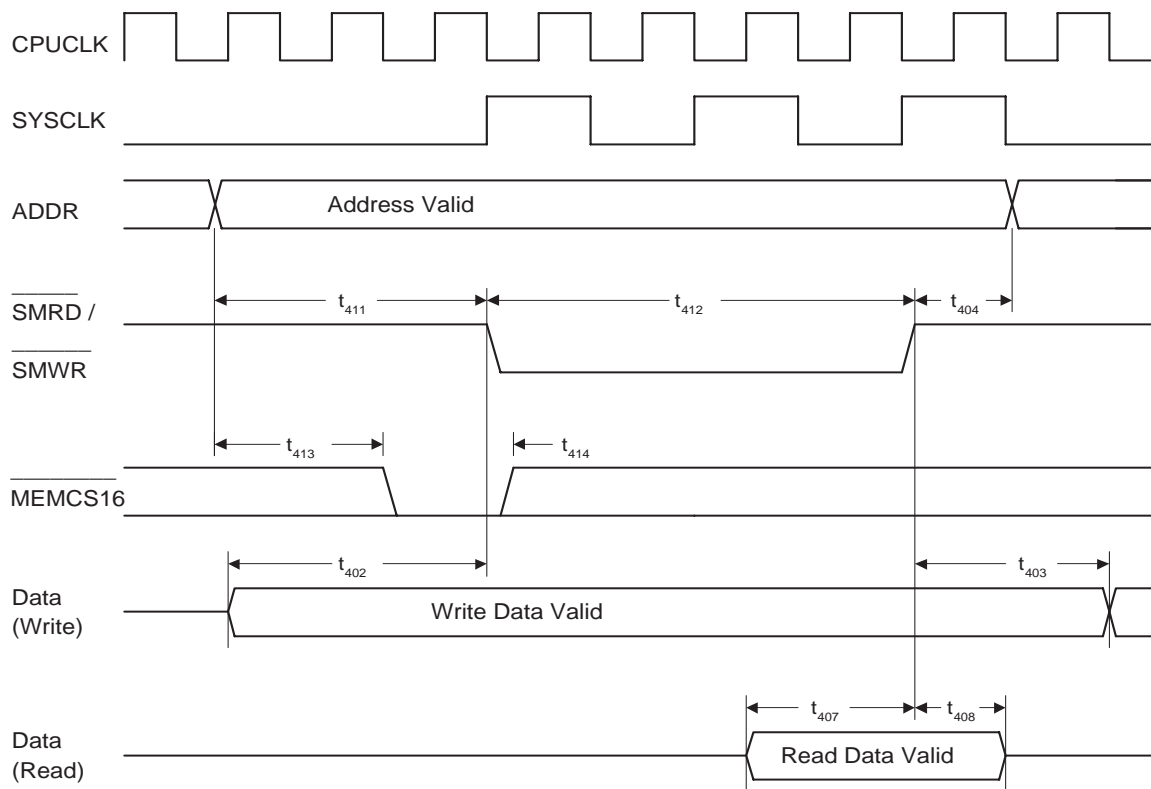 CPUCLK
SYSCLK
ADDR
Address Valid
SMRD /
SMWR
t411
t412
t404
t413
t414
MEMCS16
t402
t403
Data
(Write)
Write Data Valid
t407
t408
Data
(Read)
Read Data Valid